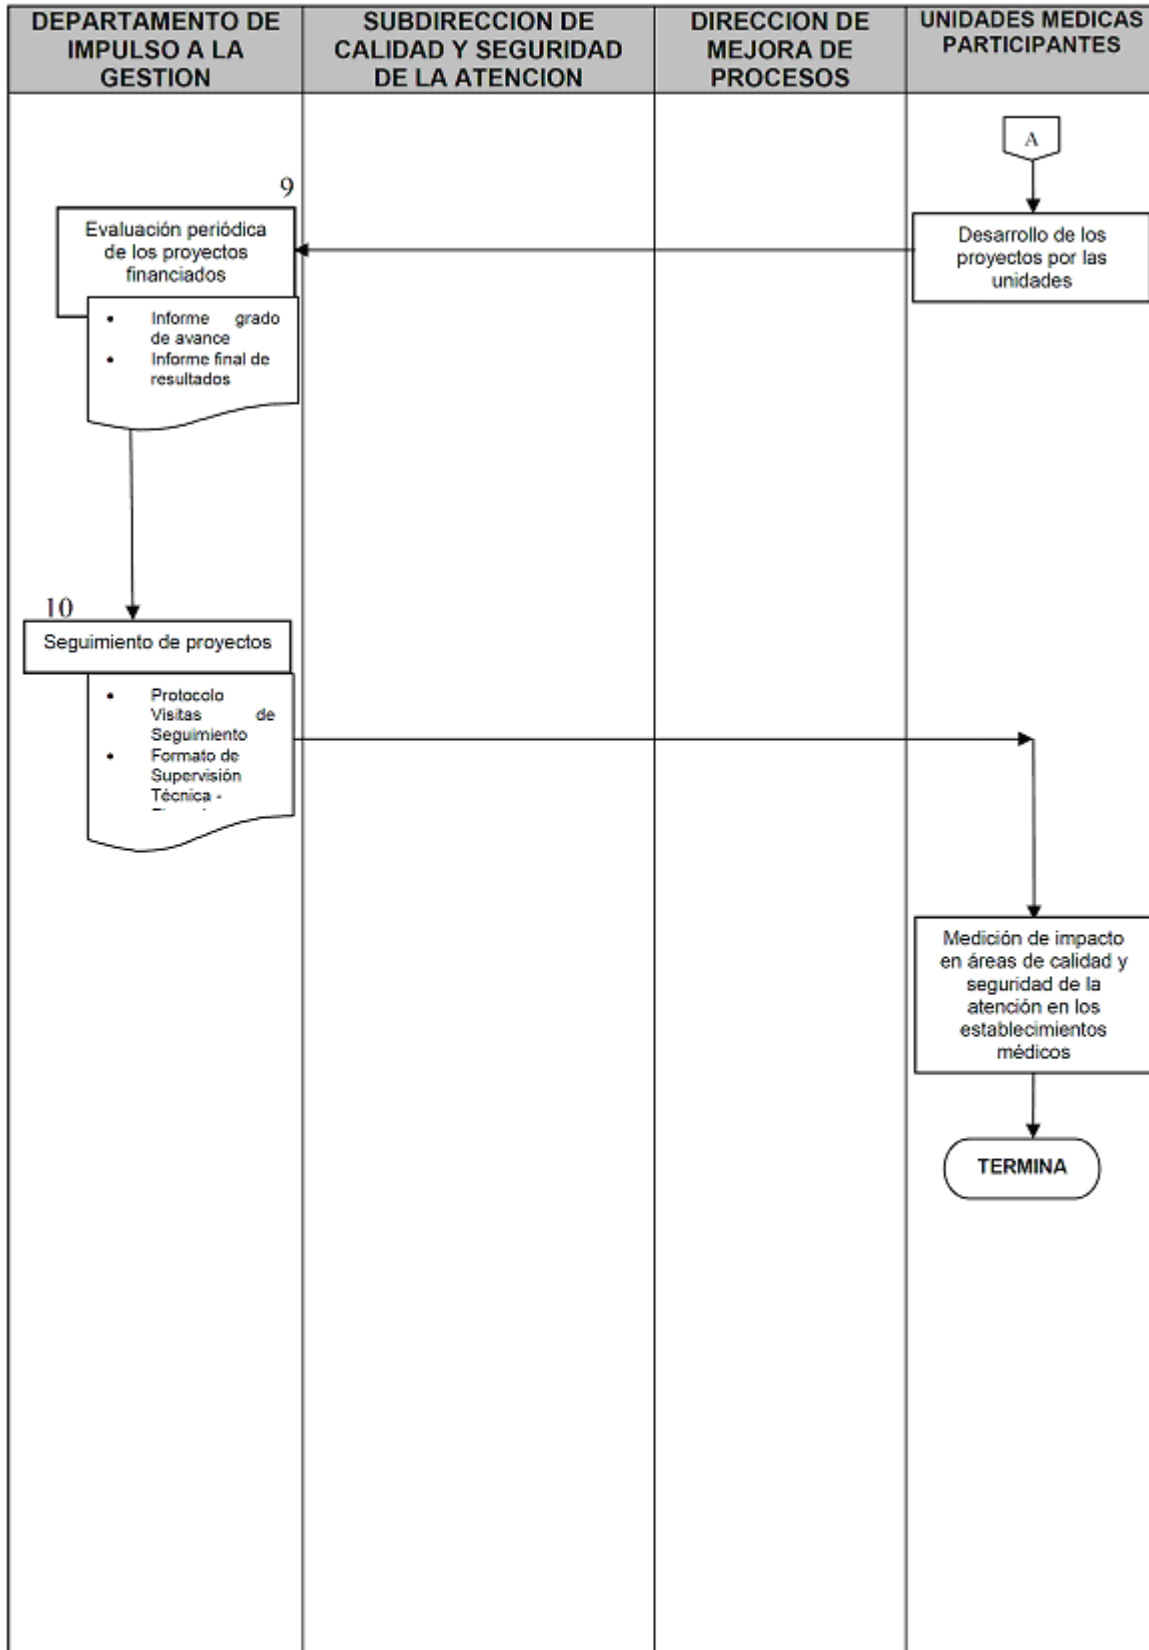 DEPARTAMENTO DE
IMPULSO A LA
GESTION
SUBDIRECCION DE
CALIDAD Y SEGURIDAD
DE LA ATENCION
DIRECCION DE
MEJORA DE
PROCESOS
UNIDADES MEDICAS
PARTICIPANTES
A
Desarrollo de los
proyectos por las
unidades
9
Evaluación periódica
de los proyectos
financiados
• Informe grado
de avance
• Informe final de
resultados
10
Seguimiento de proyectos
• Protocolo
Visitas de
Seguimiento
• Formato de
Supervisión
Técnica -
Medición de impacto
en áreas de calidad y
seguridad de la
atención en los
establecimientos
médicos
TERMINA